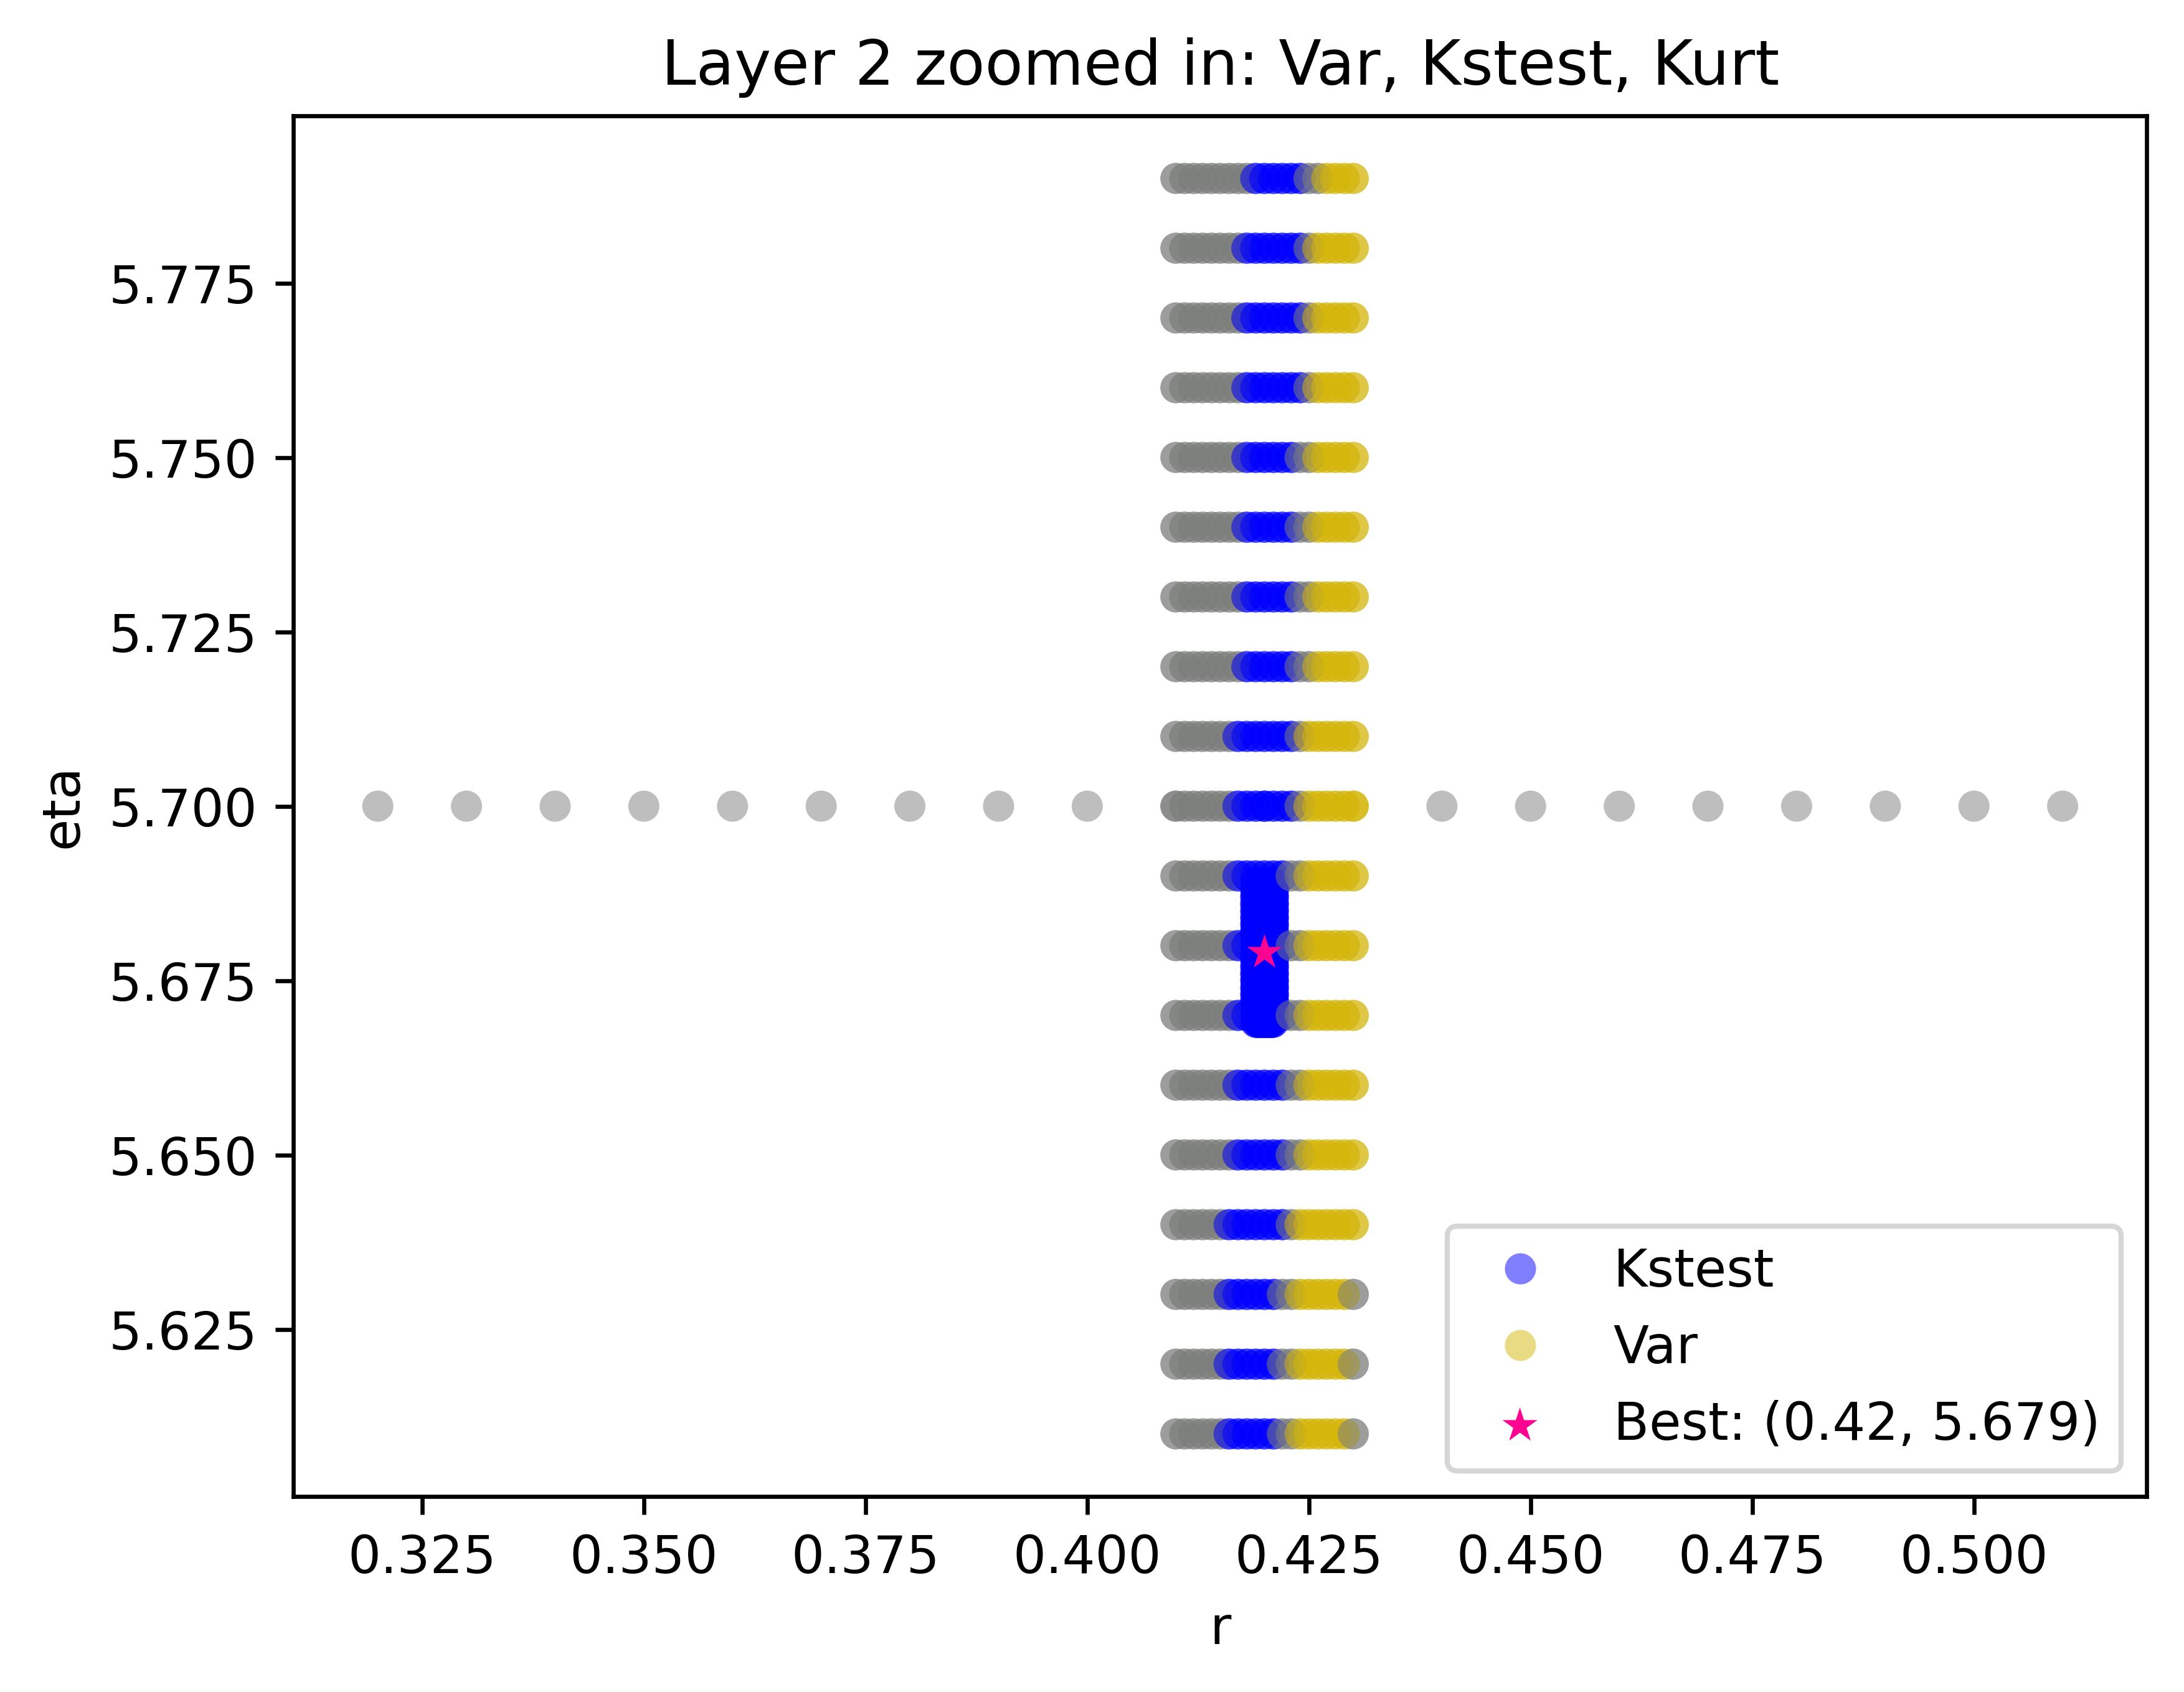 Layer 2 zoomed in: Var, Kstest, Kurt
eta
5.775
5.750
5.725
5.700
5.675
5.650
5.625
Kstest
Var
Best: (0.42, 5.679)
0.325 0.350 0.375 0.400 0.425 0.450 0.475 0.500
r